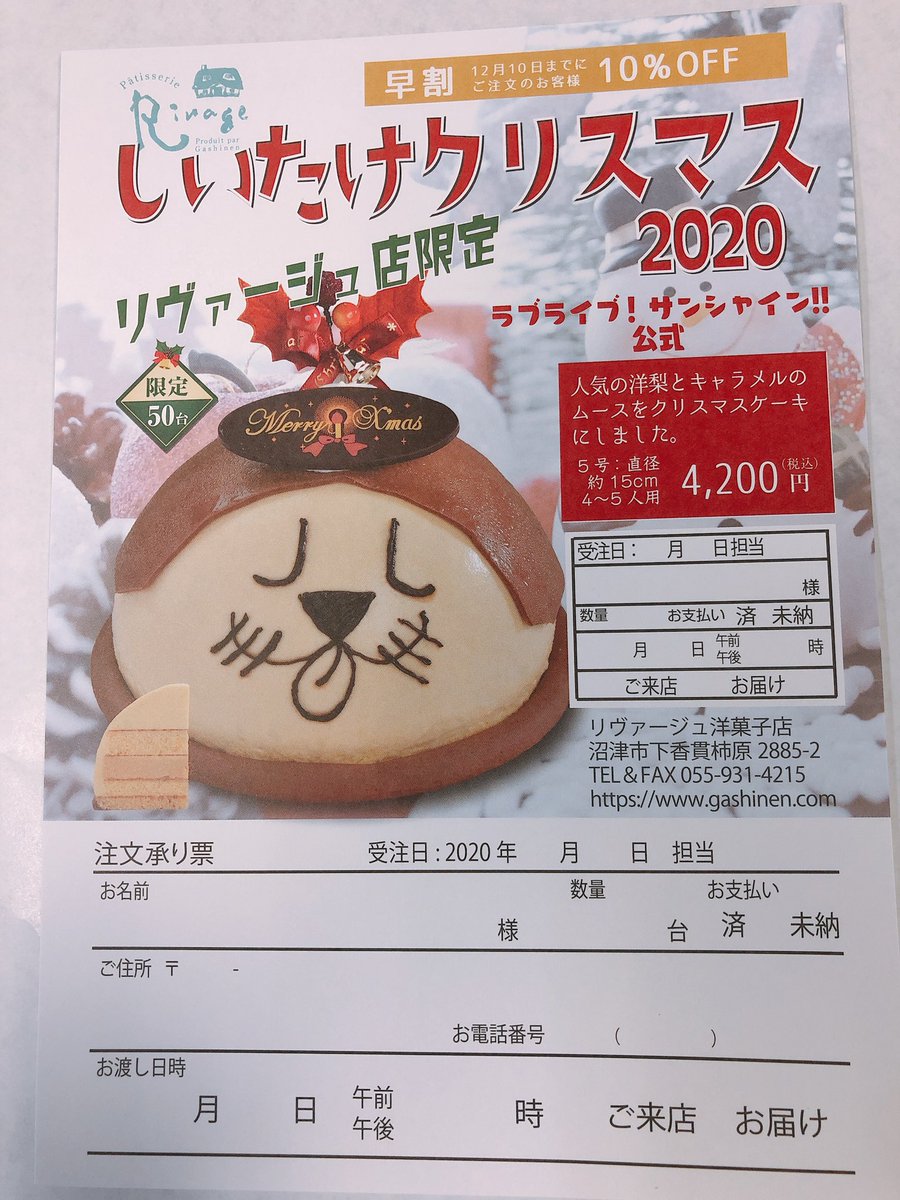 Pâtisserie
Rivage
Produit par
Gashinen
早割 12月10日までに
ご注文のお客様 10%OFF
しいたけクリスマス
2020
リヴァージュ店限定
ラブライブ!サンシャイン!!
公式
限定
50台
Merry Xmas
人気の洋梨とキャラメルの
ムースをクリスマスケーキ
にしました。
5号:直径
約15cm
4~5人用
4,200円(税込)
受注日: 月 日担当
様
数量 お支払い 済 未納
月 日 午前
午後 時
ご来店 お届け
リヴァージュ洋菓子店
沼津市下香貫柿原 2885-2
TEL&FAX 055-931-4215
https://www.gashinen.com
注文承り票 受注日:2020年 月 日 担当
お名前 数量 お支払い
様 台 済 未納
ご住所 〒 -
お電話番号 ( )
お渡し日時
月 日 午前
午後 時 ご来店 お届け